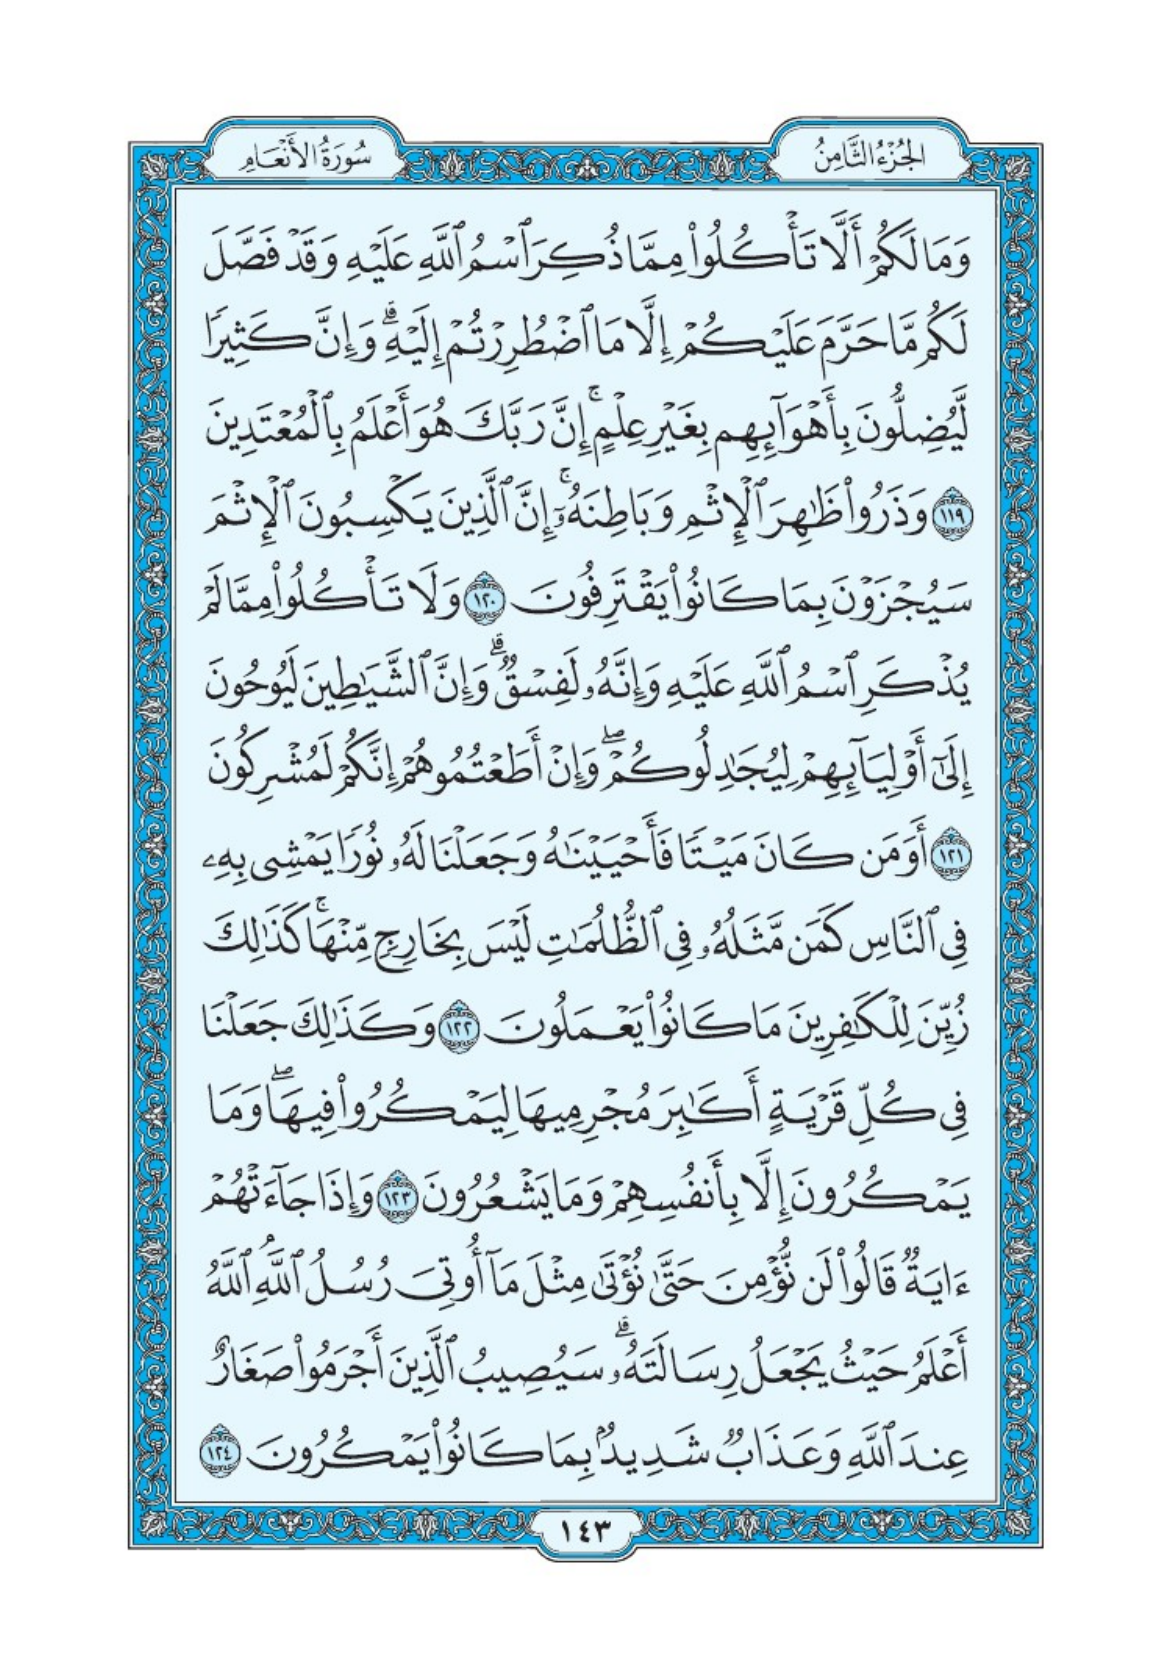 الجُزْءُ الثَّامِنُ
سُورَةُ الأَنْعَام
وَمَا لَكُمْ أَلَّا تَأْكُلُوا۟ مِمَّا ذُكِرَ ٱسْمُ ٱللَّهِ عَلَيْهِ وَقَدْ فَصَّلَ
لَكُم مَّا حَرَّمَ عَلَيْكُمْ إِلَّا مَا ٱضْطُرِرْتُمْ إِلَيْهِ ۗ وَإِنَّ كَثِيرًا
لَّيُضِلُّونَ بِأَهْوَآئِهِم بِغَيْرِ عِلْمٍ ۚ إِنَّ رَبَّكَ هُوَ أَعْلَمُ بِٱلْمُعْتَدِينَ
١١٩ وَذَرُوا۟ ظَٰهِرَ ٱلْإِثْمِ وَبَاطِنَهُۥٓ ۚ إِنَّ ٱلَّذِينَ يَكْسِبُونَ ٱلْإِثْمَ
سَيُجْزَوْنَ بِمَا كَانُوا۟ يَقْتَرِفُونَ ١٢٠ وَلَا تَأْكُلُوا۟ مِمَّا لَمْ
يُذْكَرِ ٱسْمُ ٱللَّهِ عَلَيْهِ وَإِنَّهُۥ لَفِسْقٌ ۗ وَإِنَّ ٱلشَّيَٰطِينَ لَيُوحُونَ
إِلَىٰٓ أَوْلِيَآئِهِمْ لِيُجَٰدِلُوكُمْ ۖ وَإِنْ أَطَعْتُمُوهُمْ إِنَّكُمْ لَمُشْرِكُونَ
١٢١ أَوَمَن كَانَ مَيْتًا فَأَحْيَيْنَٰهُ وَجَعَلْنَا لَهُۥ نُورًا يَمْشِى بِهِۦ
فِى ٱلنَّاسِ كَمَن مَّثَلُهُۥ فِى ٱلظُّلُمَٰتِ لَيْسَ بِخَارِجٍ مِّنْهَا ۚ كَذَٰلِكَ
زُيِّنَ لِلْكَٰفِرِينَ مَا كَانُوا۟ يَعْمَلُونَ ١٢٢ وَكَذَٰلِكَ جَعَلْنَا
فِى كُلِّ قَرْيَةٍ أَكَٰبِرَ مُجْرِمِيهَا لِيَمْكُرُوا۟ فِيهَا ۖ وَمَا
يَمْكُرُونَ إِلَّا بِأَنفُسِهِمْ وَمَا يَشْعُرُونَ ١٢٣ وَإِذَا جَآءَتْهُمْ
ءَايَةٌ قَالُوا۟ لَن نُّؤْمِنَ حَتَّىٰ نُؤْتَىٰ مِثْلَ مَآ أُوتِىَ رُسُلُ ٱللَّهِ ۘ ٱللَّهُ
أَعْلَمُ حَيْثُ يَجْعَلُ رِسَالَتَهُۥ ۗ سَيُصِيبُ ٱلَّذِينَ أَجْرَمُوا۟ صَغَارٌ
عِندَ ٱللَّهِ وَعَذَابٌ شَدِيدٌۢ بِمَا كَانُوا۟ يَمْكُرُونَ ١٢٤
١٤٣